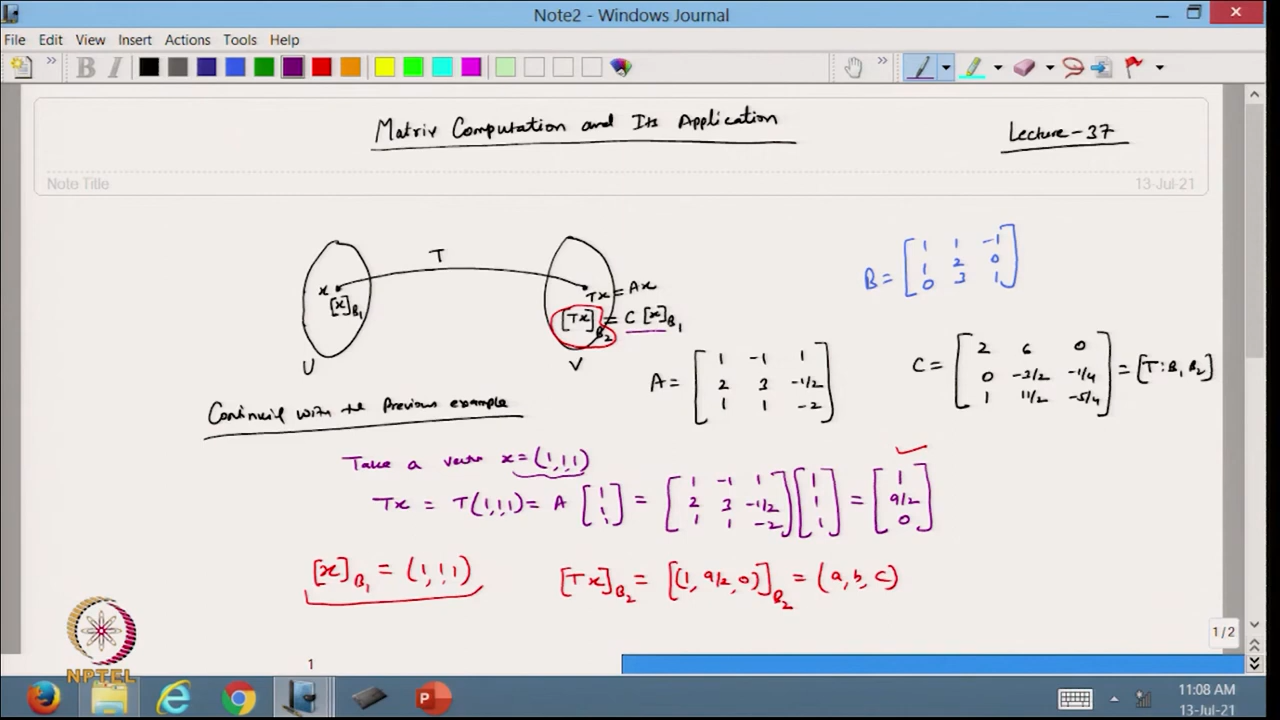 Note2 - Windows Journal
File Edit View Insert Actions Tools Help
B I
Matrix Computation and Its Application
Lecture-37
Note Title
13-Jul-21
T
x
[x]B₁
U
Tx = Ax
[Tx]B₂ = C [x]B₁
V
B = [1 1 -1
1 2 0
0 3 1]
A = [1 -1 1
2 3 -1/2
1 1 -2]
C = [2 6 0
0 -3/2 -1/4
1 11/2 -5/4] = [T:B₁,B₂]
with the Previous example
Take a x = (1,1,1)
Tx = T(1,1,1) = A [1 1 1] = [1 -1 1
2 3 -1/2
1 1 -2] [1 1 1] = [1 9/2 0]
[x]B₁ = (1,1,1)
[Tx]B₂ = [(1, 9/2, 0)]B₂ = (a, b, c)
1/2
NPTEL
1
11:08 AM
13-Jul-21